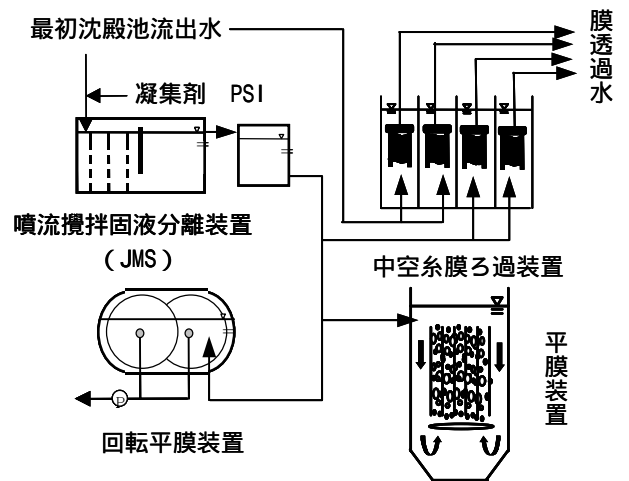 最初沈殿池流出水
膜透過水
凝集剤 PSI
噴流攪拌固液分離装置
(JMS)
中空糸膜ろ過装置
平膜装置
P
回転平膜装置